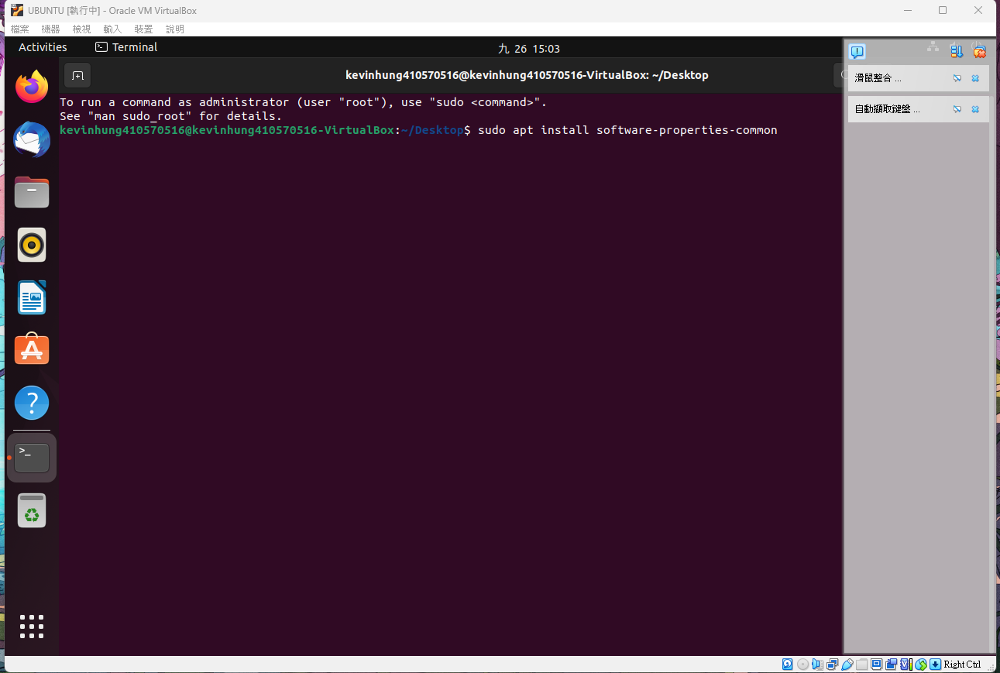 UBUNTU [執行中] - Oracle VM VirtualBox
檔案 機器 檢視 輸入 裝置 說明
Activities Terminal 九 26 15:03
kevinhung410570516@kevinhung410570516-VirtualBox: ~/Desktop
To run a command as administrator (user "root"), use "sudo <command>".
See "man sudo_root" for details.
kevinhung410570516@kevinhung410570516-VirtualBox:~/Desktop$ sudo apt install software-properties-common
滑鼠整合 ...
自動擷取鍵盤 ...
Right Ctrl